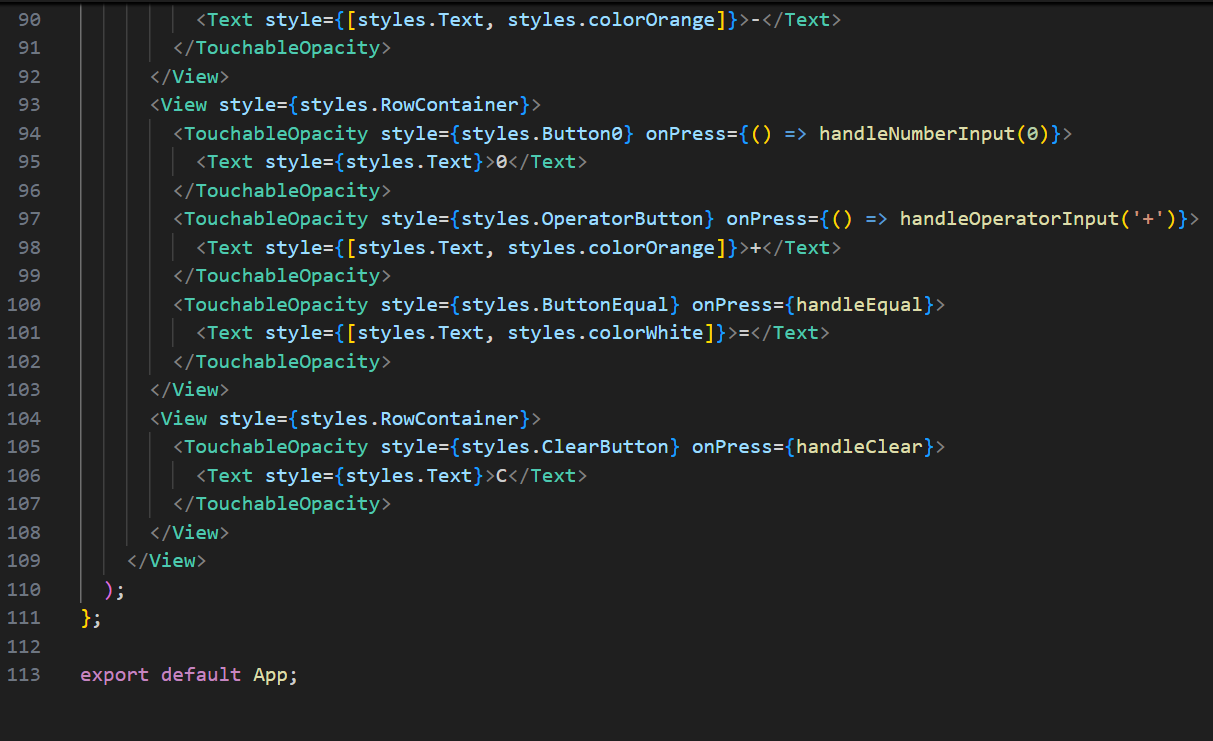 90 <Text style={[styles.Text, styles.colorOrange]}>-</Text>
91 </TouchableOpacity>
92 </View>
93 <View style={styles.RowContainer}>
94 <TouchableOpacity style={styles.Button0} onPress={() => handleNumberInput(0)}>
95 <Text style={styles.Text}>0</Text>
96 </TouchableOpacity>
97 <TouchableOpacity style={styles.OperatorButton} onPress={() => handleOperatorInput('+')}>
98 <Text style={[styles.Text, styles.colorOrange]}>+</Text>
99 </TouchableOpacity>
100 <TouchableOpacity style={styles.ButtonEqual} onPress={handleEqual}>
101 <Text style={[styles.Text, styles.colorWhite]}>=</Text>
102 </TouchableOpacity>
103 </View>
104 <View style={styles.RowContainer}>
105 <TouchableOpacity style={styles.ClearButton} onPress={handleClear}>
106 <Text style={styles.Text}>C</Text>
107 </TouchableOpacity>
108 </View>
109 </View>
110 );
111 };
112
113 export default App;